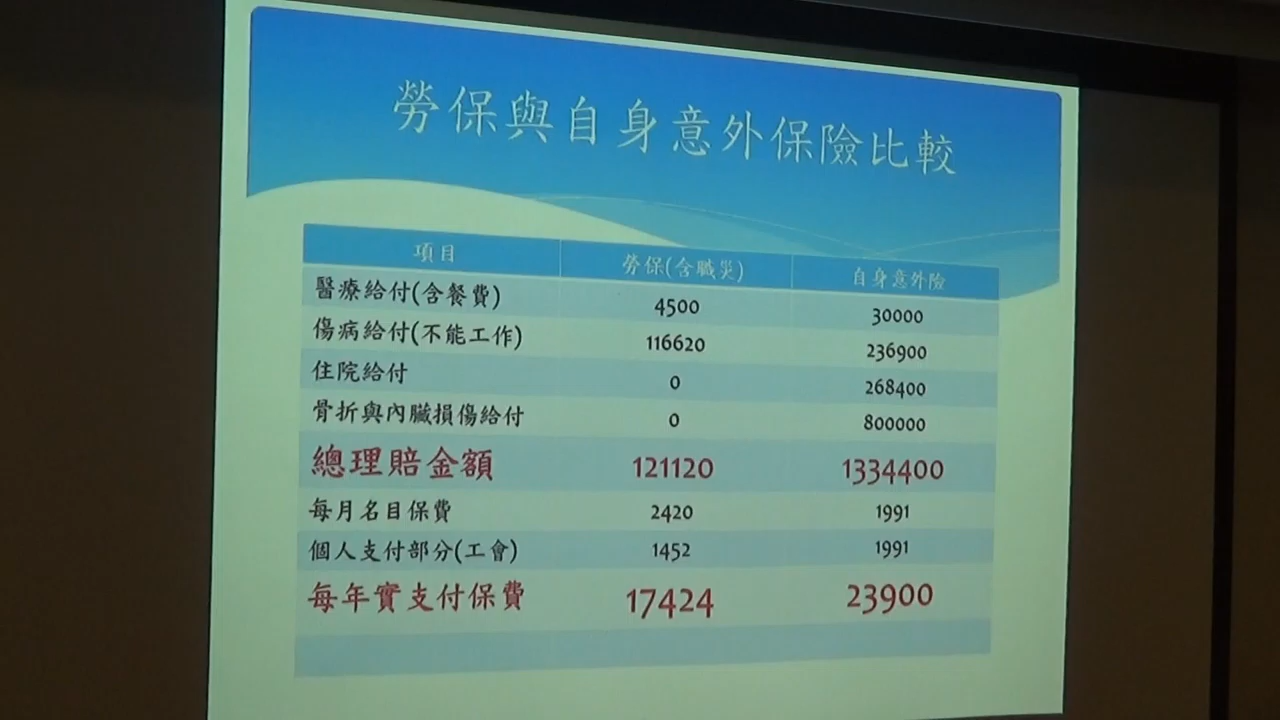 勞保與自身意外保險比較
項目 勞保(含職災) 自身意外險
醫療給付(含餐費) 4500 30000
傷病給付(不能工作) 116620 236900
住院給付 0 268400
骨折與內臟損傷給付 0 800000
總理賠金額 121120 1334400
每月名目保費 2420 1991
個人支付部分(工會) 1452 1991
每年實支付保費 17424 23900